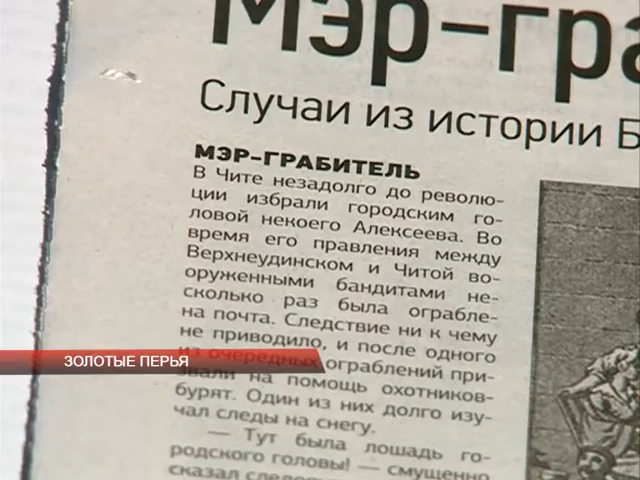 Мэр-гра
Случаи из истории Б
МЭР-ГРАБИТЕЛЬ
В Чите незадолго до револю-
ции избрали городским го-
ловой некоего Алексеева. Во
время его правления между
Верхнеудинском и Читой во-
оруженными бандитами не-
сколько раз была ограбле-
на почта. Следствие ни к чему
не приводило, и после одного
из очередных ограблений при-
звали на помощь охотников-
бурят. Один из них долго изу-
чал следы на снегу.
— Тут была лошадь го-
родского головы! — смущенно
сказал
ЗОЛОТЫЕ ПЕРЬЯ